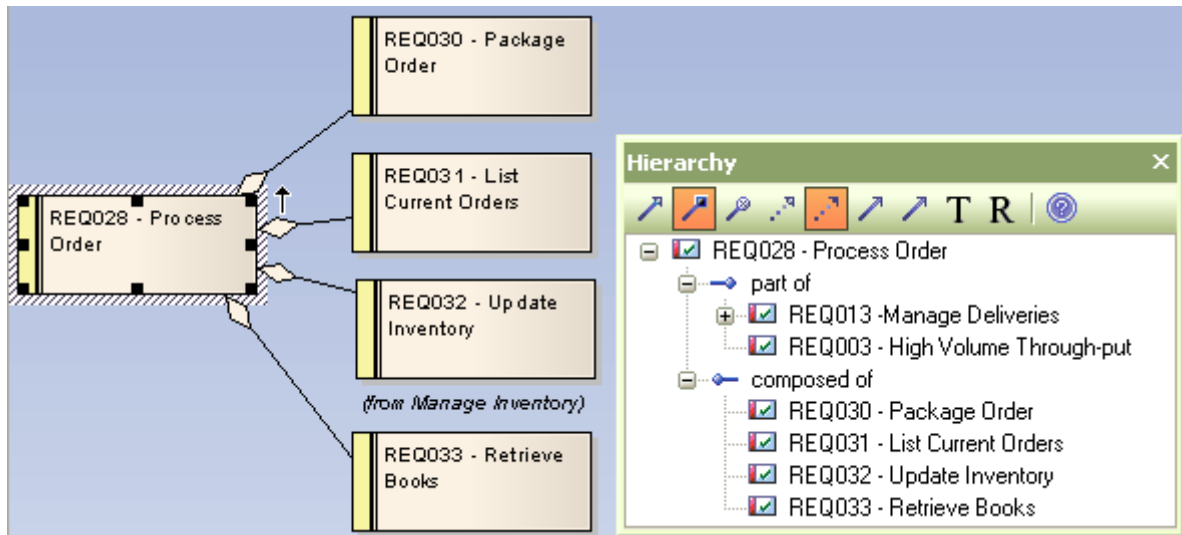 REQ030 - Package
Order
REQ031 - List
Current Orders
REQ028 - Process
Order
REQ032 - Update
Inventory
(from Manage Inventory)
REQ033 - Retrieve
Books
Hierarchy
T R
REQ028 - Process Order
part of
REQ013 -Manage Deliveries
REQ003 - High Volume Through-put
composed of
REQ030 - Package Order
REQ031 - List Current Orders
REQ032 - Update Inventory
REQ033 - Retrieve Books